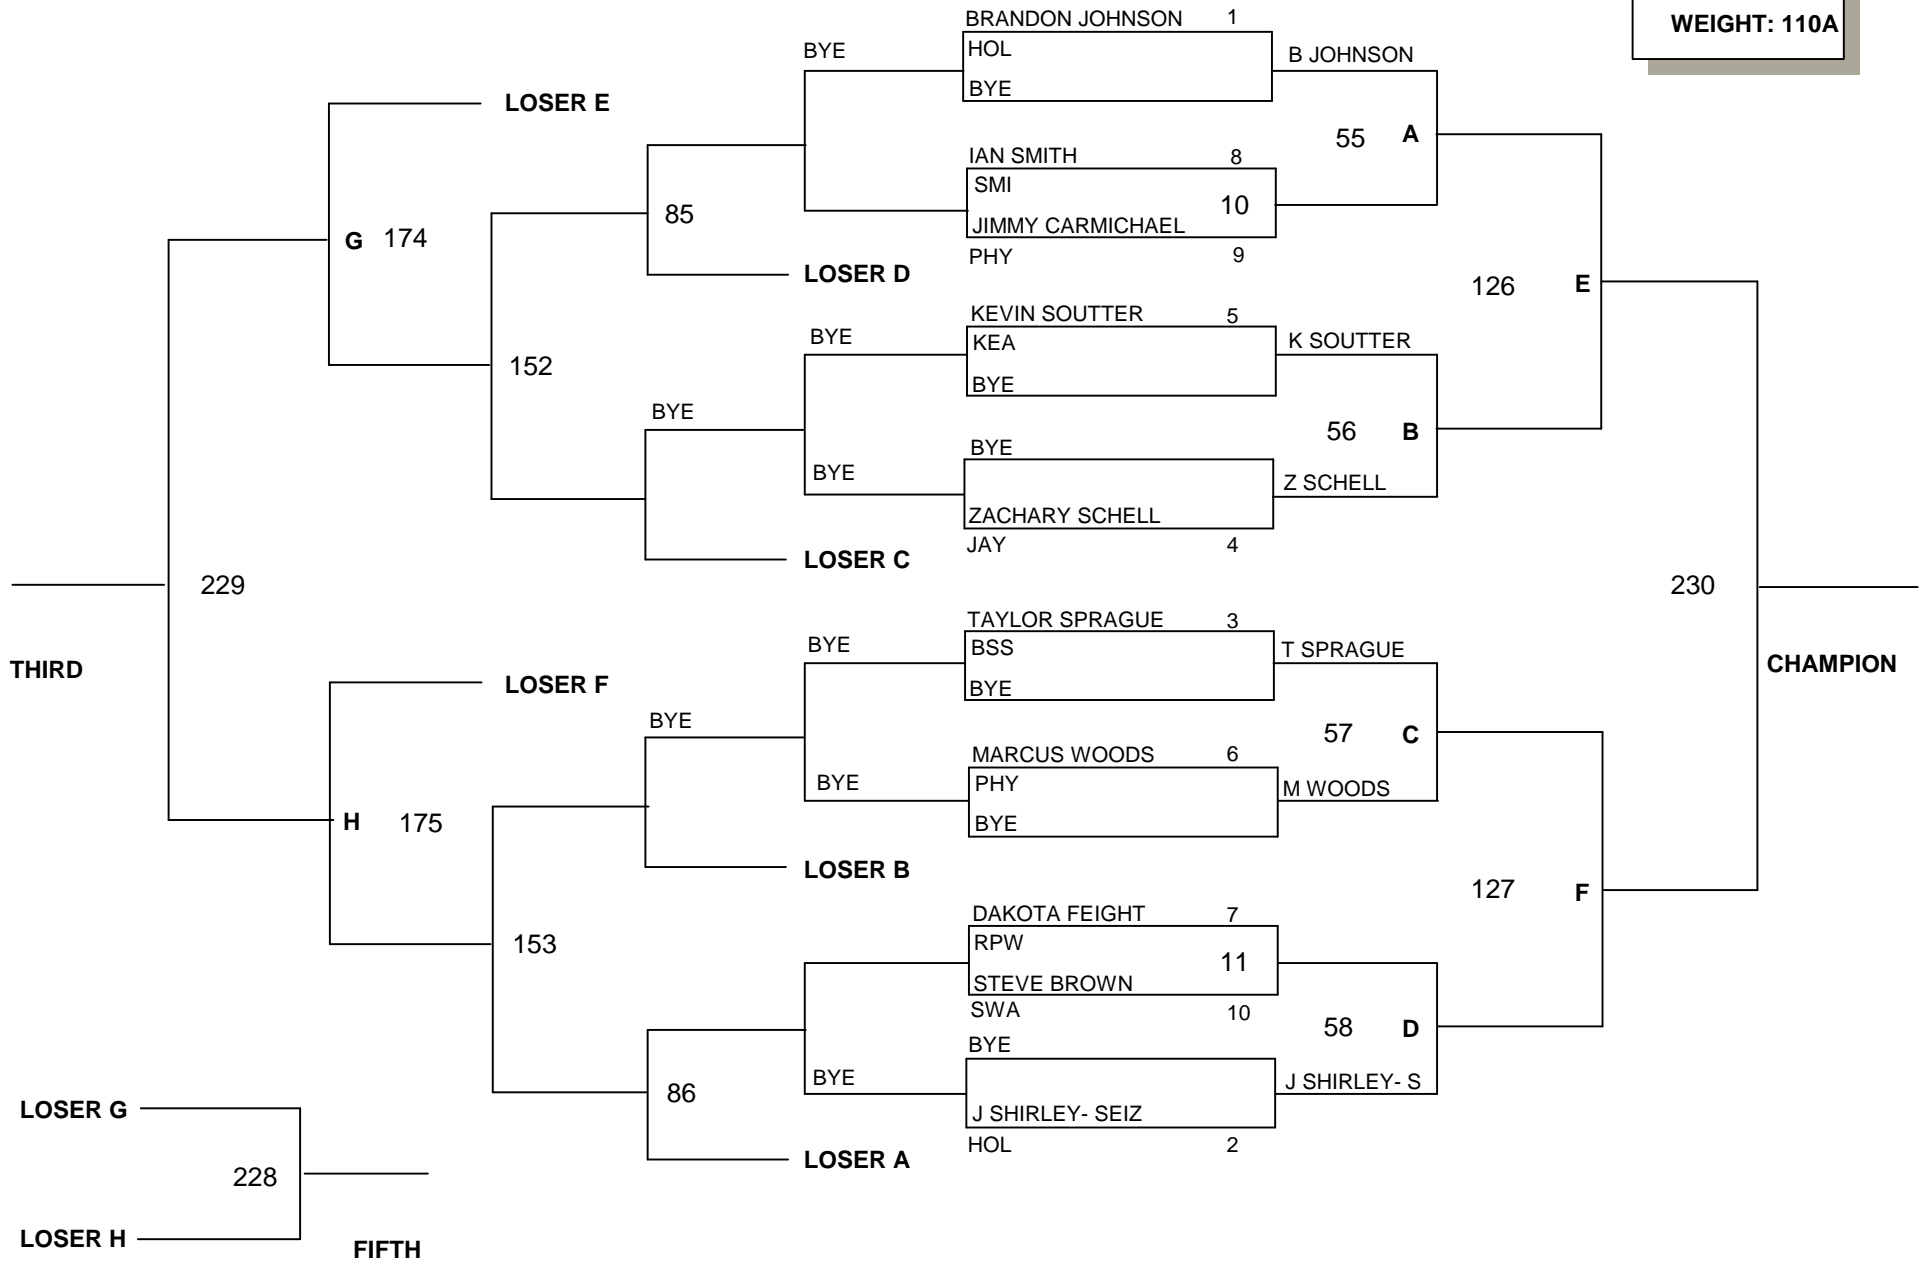 WEIGHT: 110A
BRANDON JOHNSON 1
BYE
HOL
B JOHNSON
BYE
LOSER E
55 A
IAN SMITH 8
SMI
10
85
JIMMY CARMICHAEL
G 174
PHY 9
LOSER D
126 E
KEVIN SOUTTER 5
BYE
KEA
K SOUTTER
152
BYE
BYE
56 B
BYE
BYE
Z SCHELL
ZACHARY SCHELL
JAY 4
LOSER C
229
230
TAYLOR SPRAGUE 3
BYE
BSS
T SPRAGUE
THIRD
CHAMPION
LOSER F
BYE
BYE
57 C
MARCUS WOODS 6
BYE
PHY
M WOODS
H 175
BYE
LOSER B
127 F
DAKOTA FEIGHT 7
153
RPW
11
STEVE BROWN
SWA 10
58 D
BYE
BYE
J SHIRLEY- S
86
LOSER G
J SHIRLEY- SEIZ
HOL 2
LOSER A
228
LOSER H
FIFTH